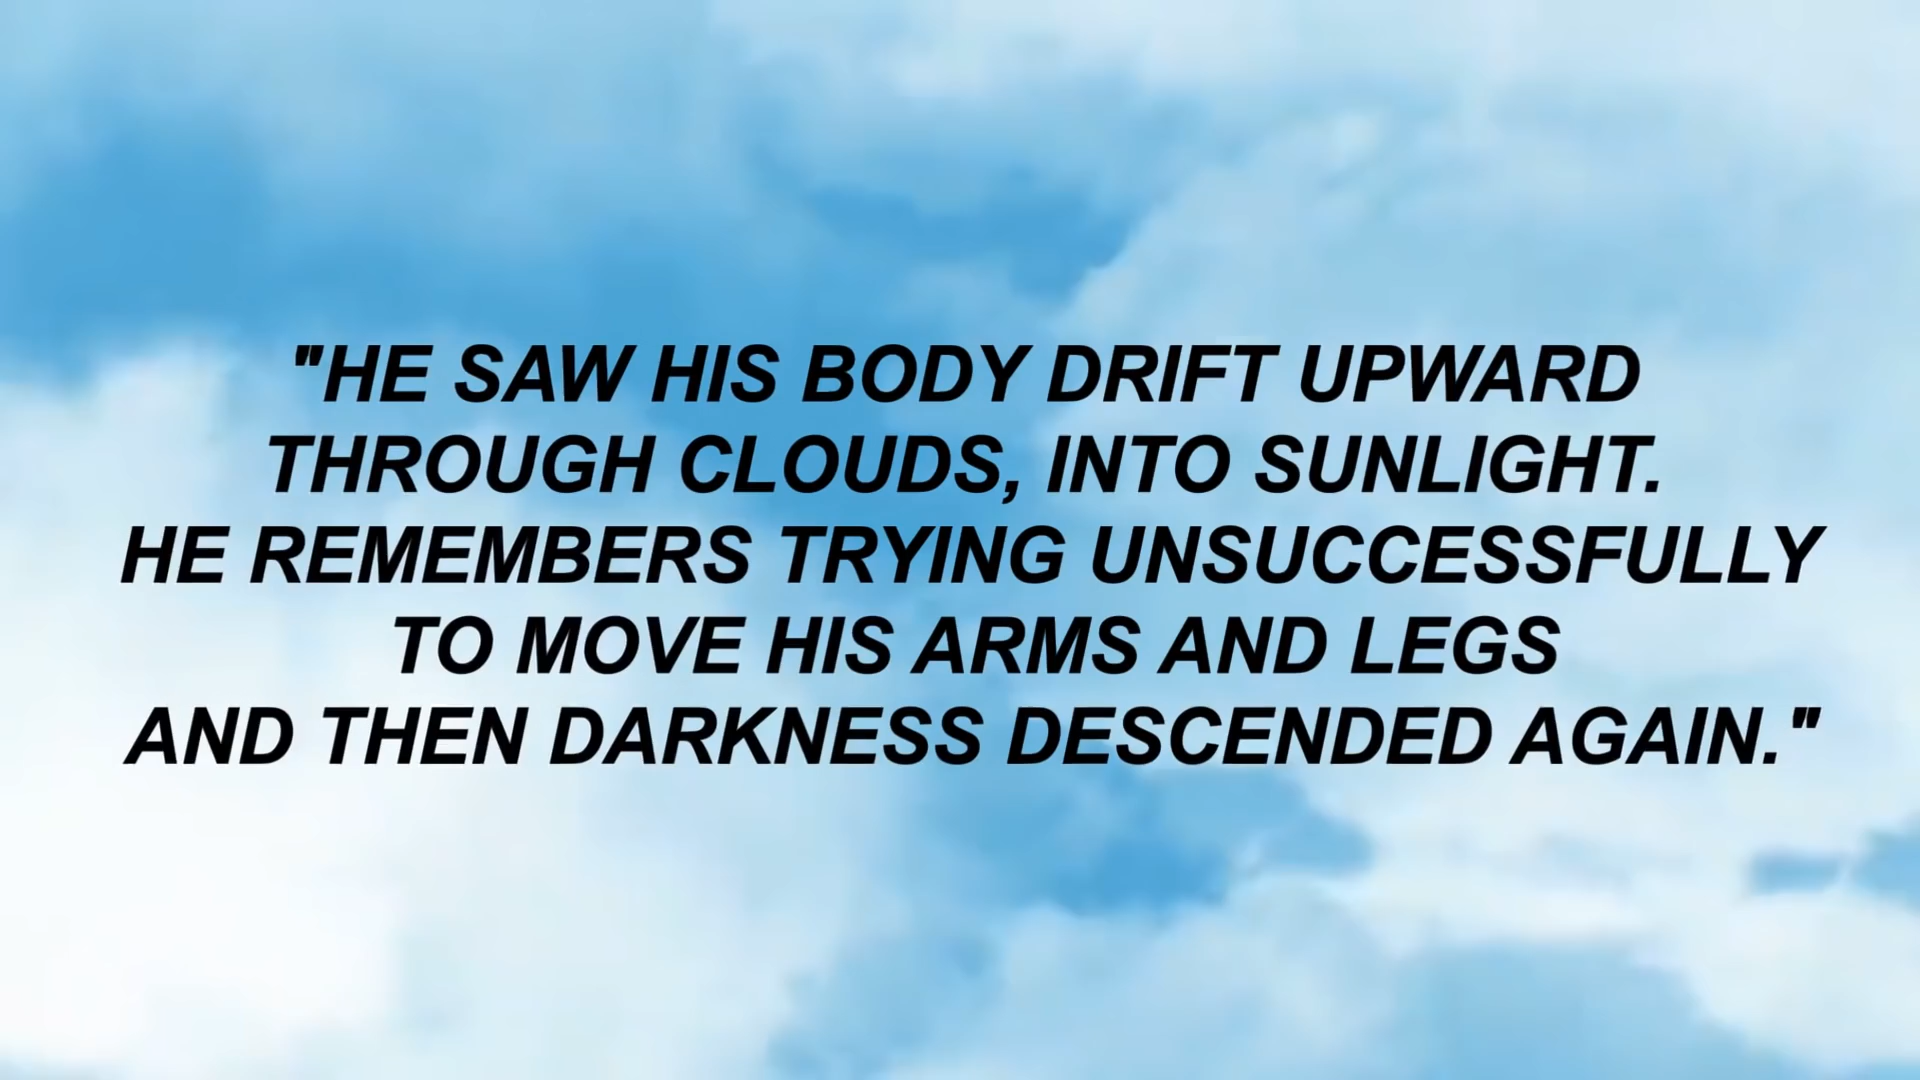 "HE SAW HIS BODY DRIFT UPWARD
THROUGH CLOUDS, INTO SUNLIGHT.
HE REMEMBERS TRYING UNSUCCESSFULLY
TO MOVE HIS ARMS AND LEGS
AND THEN DARKNESS DESCENDED AGAIN."